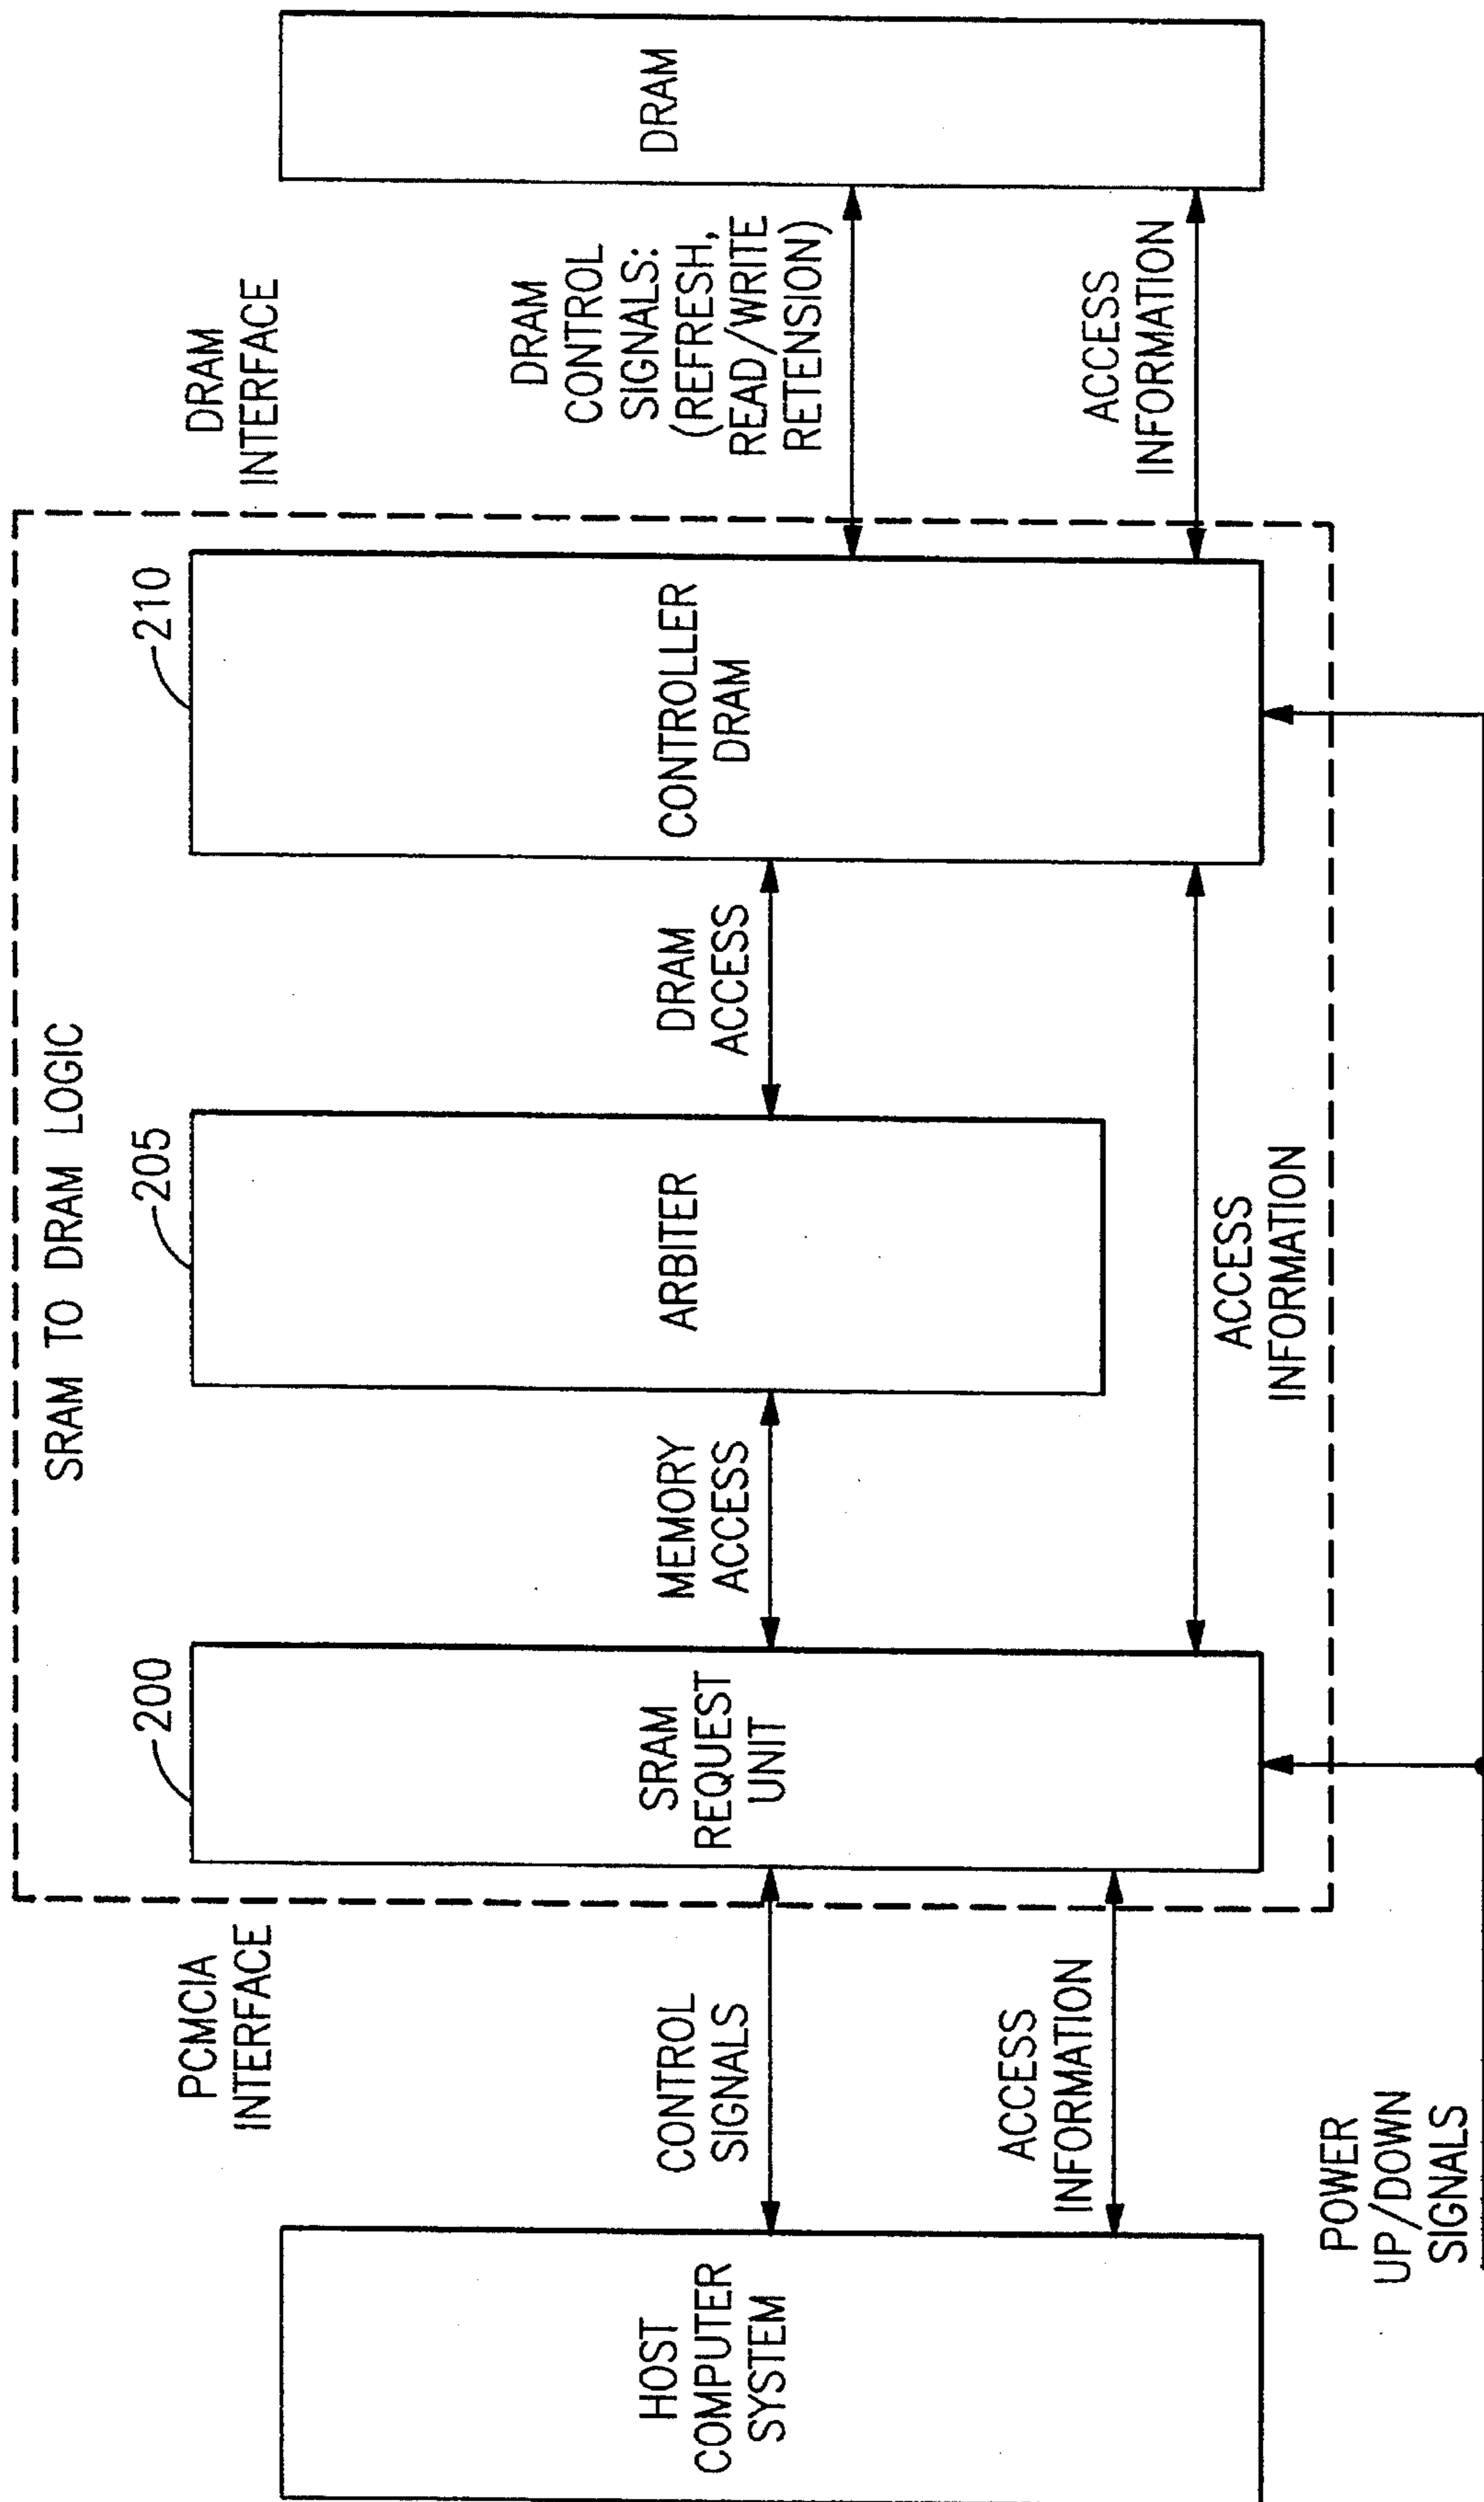 SRAM TO DRAM LOGIC
PCMCIA
INTERFACE
DRAM
INTERFACE
200
205
210
HOST
COMPUTER
SYSTEM
CONTROL
SIGNALS
SRAM
REQUEST
UNIT
MEMORY
ACCESS
ARBITER
DRAM
ACCESS
CONTROLLER
DRAM
DRAM
CONTROL
SIGNALS:
(REFRESH,
READ/WRITE
RETENSION)
DRAM
ACCESS
INFORMATION
ACCESS
INFORMATION
ACCESS
INFORMATION
POWER
UP/DOWN
SIGNALS